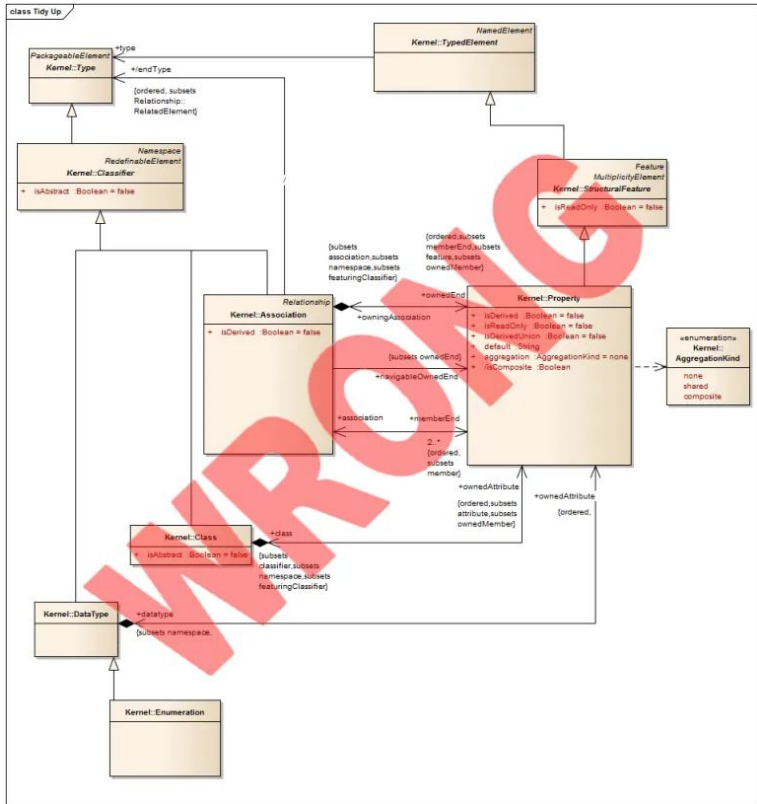 class Tidy Up
NamedElement
Kernel::TypedElement
+type
PackageableElement
Kernel::Type
+/endType
{ordered, subsets
Relationship::
RelatedElement}
Namespace
RedefinableElement
Kernel::Classifier
+ isAbstract :Boolean = false
Feature
MultiplicityElement
Kernel::StructuralFeature
+ isReadOnly :Boolean = false
{subsets
association,subsets
namespace,subsets
featuringClassifier}
{ordered,subsets
memberEnd,subsets
feature,subsets
ownedMember}
Relationship
Kernel::Association
+ isDerived :Boolean = false
+ownedEnd
+owningAssociation
{subsets ownedEnd}
+navigableOwnedEnd
+association
+memberEnd
2..*
{ordered,
subsets
member}
Kernel::Property
+ isDerived :Boolean = false
+ isReadOnly :Boolean = false
+ isDerivedUnion :Boolean = false
+ default :String
+ aggregation :AggregationKind = none
+ /isComposite :Boolean
«enumeration»
Kernel::
AggregationKind
none
shared
composite
+ownedAttribute
{ordered,subsets
attribute,subsets
ownedMember}
+ownedAttribute
{ordered,
Kernel::Class
+ isAbstract :Boolean = false
+class
{subsets
classifier,subsets
namespace,subsets
featuringClassifier}
Kernel::DataType
+datatype
{subsets namespace,
Kernel::Enumeration
WRONG